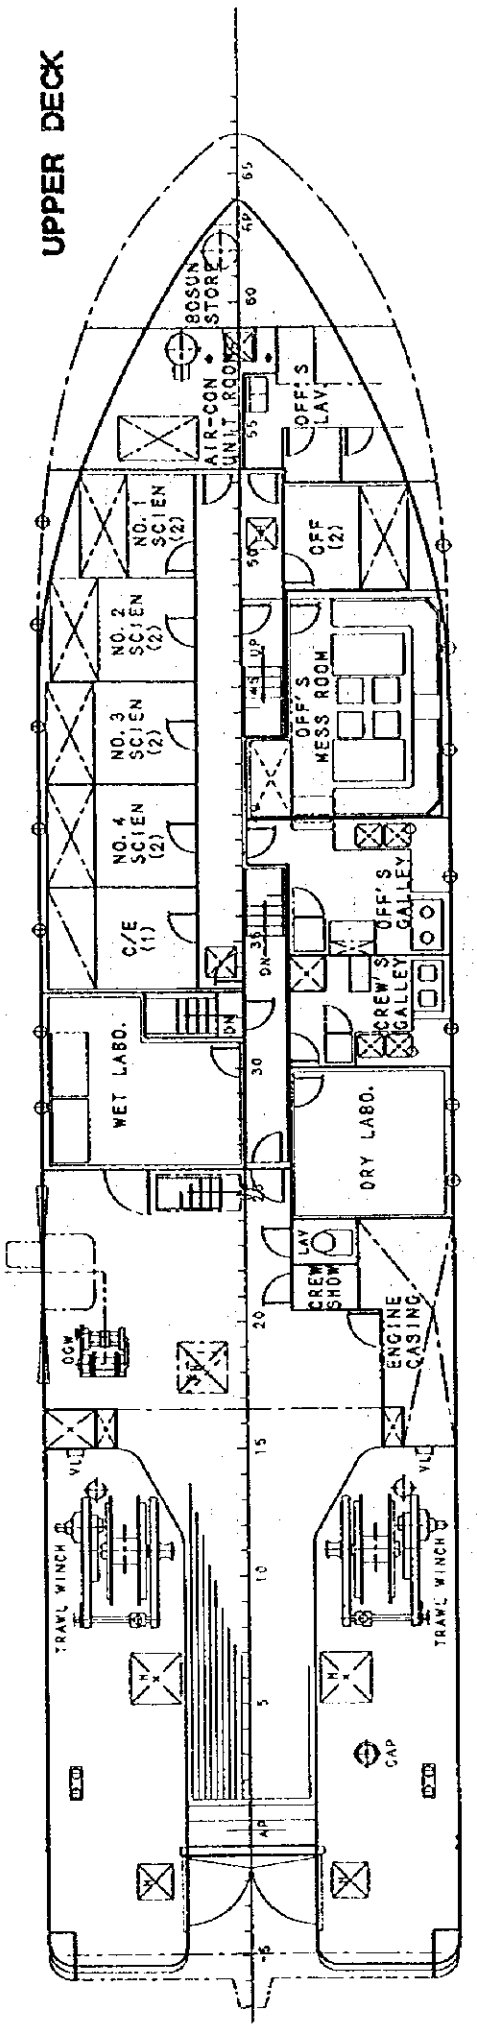 UPPER DECK
65
FP
60
BOSUN
STORE
AIR-CON
UNIT ROOM
55
OFF'S
LAV.
NO.1
SCIEN
(2)
50
OFF
(2)
NO.2
SCIEN
(2)
UP
45
OFF'S
MESS ROOM
NO.3
SCIEN
(2)
NO.4
SCIEN
(2)
C/E
(1)
35
DN
OFF'S
GALLEY
CREW'S
GALLEY
DN
WET LABO.
30
DRY LABO.
25
LAV
CREW
SHOW
20
OGW
ENGINE
CASING
15
VL
VL
TRAWL WINCH
10
TRAWL WINCH
H
H
5
CAP
AP
H
H
-5